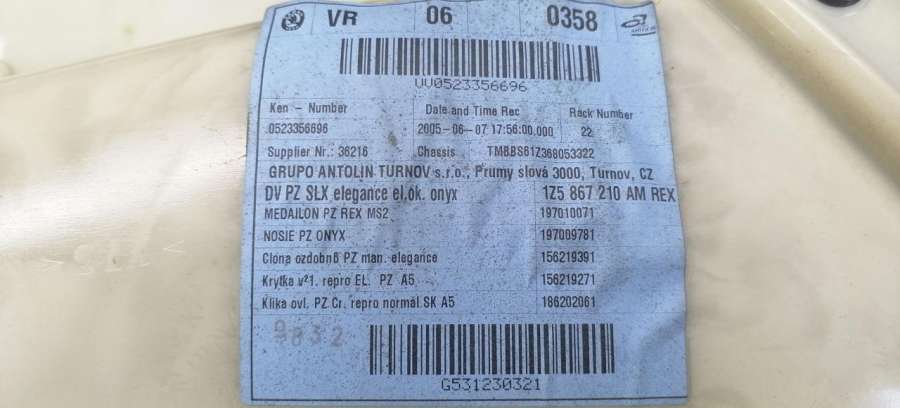 VR 06 0358
UU0523356696
Ken - Number Date and Time Rec Rack Number
0523356696 2005-06-07 17:56:00.000 22
Supplier Nr.: 36216 Chassis TMBBS61Z368053322
GRUPO ANTOLIN TURNOV s.r.o., Prumy slová 3000, Turnov, CZ
DV PZ SLX elegance el.ok. onyx 1Z5 867 210 AM REX
MEDAILON PZ REX MS2 197010071
NOSIE PZ ONYX 197009781
Clona ozdobnß PZ man. elegance 156219391
Krytka v²1. repro EL. PZ A5 156219271
Klika ovl. PZ Cr. repro normál SK A5 186202061
9832
G531230321